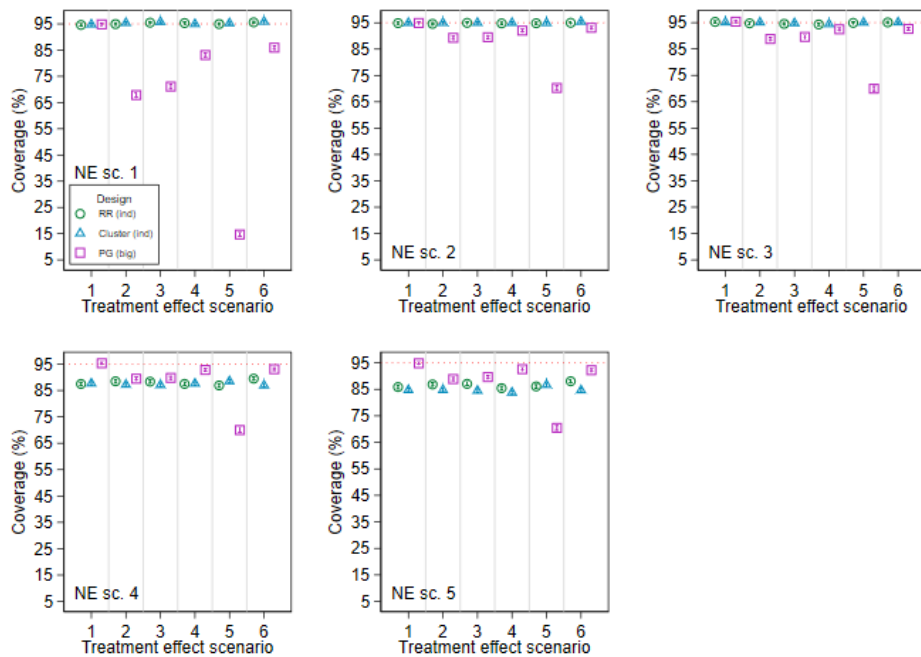 Coverage (%)
95
85
75
65
55
45
35
25
15
5
NE sc. 1
Design
RR (ind)
Cluster (ind)
PG (big)
1 2 3 4 5 6
Treatment effect scenario
Coverage (%)
95
85
75
65
55
45
35
25
15
5
NE sc. 2
1 2 3 4 5 6
Treatment effect scenario
Coverage (%)
95
85
75
65
55
45
35
25
15
5
NE sc. 3
1 2 3 4 5 6
Treatment effect scenario
Coverage (%)
95
85
75
65
55
45
35
25
15
5
NE sc. 4
1 2 3 4 5 6
Treatment effect scenario
Coverage (%)
95
85
75
65
55
45
35
25
15
5
NE sc. 5
1 2 3 4 5 6
Treatment effect scenario